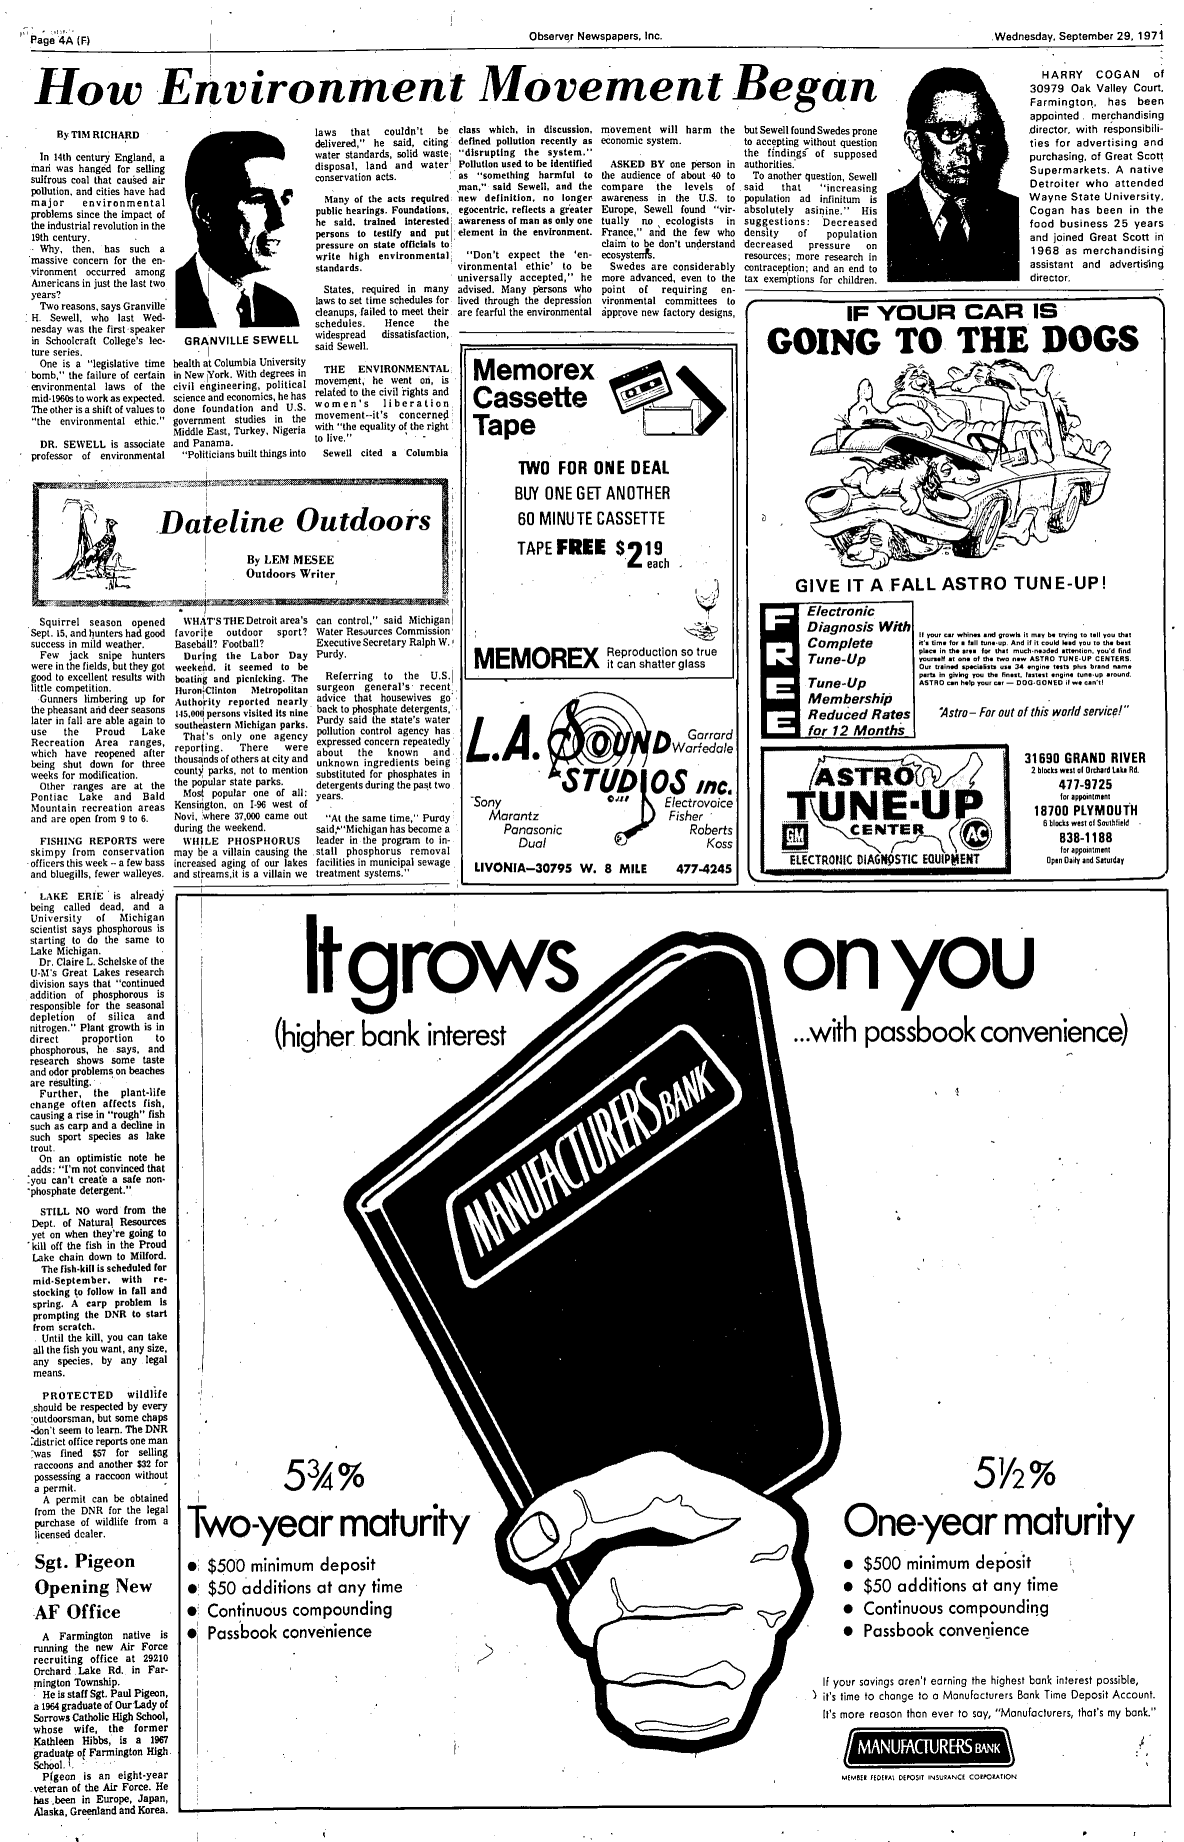 Page 4A (F)
Observer Newspapers, Inc.
Wednesday, September 29, 1971
How Environment Movement Began
By TIM RICHARD
In 14th century England, a
man was hanged for selling
sulfrous coal that caused air
pollution, and cities have had
major environmental
problems since the impact of
the industrial revolution in the
19th century.
Why, then, has such a
massive concern for the en-
vironment occurred among
Americans in just the last two
years?
Two reasons, says Granville
H. Sewell, who last Wed-
nesday was the first speaker
in Schoolcraft College's lec-
ture series.
One is a "legislative time
bomb," the failure of certain
environmental laws of the
mid-1960s to work as expected.
The other is a shift of values to
"the environmental ethic."
DR. SEWELL is associate
professor of environmental
GRANVILLE SEWELL
health at Columbia University
in New York. With degrees in
civil engineering, political
science and economics, he has
done foundation and U.S.
government studies in the
Middle East, Turkey, Nigeria
and Panama.
"Politicians built things into
laws that couldn't be
delivered," he said, citing
water standards, solid waste
disposal, land and water
conservation acts.
Many of the acts required
public hearings. Foundations,
he said, trained interested
persons to testify and put
pressure on state officials to
write high environmental
standards.
States, required in many
laws to set time schedules for
cleanups, failed to meet their
schedules. Hence the
widespread dissatisfaction,
said Sewell.
THE ENVIRONMENTAL
movement, he went on, is
related to the civil rights and
women's liberation
movement--it's concerned
with "the equality of the right
to live."
Sewell cited a Columbia
class which, in discussion,
defined pollution recently as
"disrupting the system."
Pollution used to be identified
as "something harmful to
man," said Sewell, and the
new definition, no longer
egocentric, reflects a greater
awareness of man as only one
element in the environment.
"Don't expect the 'en-
vironmental ethic' to be
universally accepted," he
advised. Many persons who
lived through the depression
are fearful the environmental
movement will harm the
economic system.
ASKED BY one person in
the audience of about 40 to
compare the levels of
awareness in the U.S. to
Europe, Sewell found "vir-
tually no ecologists in
France," and the few who
claim to be don't understand
ecosystems.
Swedes are considerably
more advanced, even to the
point of requiring en-
vironmental committees to
approve new factory designs,
but Sewell found Swedes prone
to accepting without question
the findings of supposed
authorities.
To another question, Sewell
said that "increasing
population ad infinitum is
absolutely asinine." His
suggestions: Decreased
density of population
decreased pressure on
resources; more research in
contraception; and an end to
tax exemptions for children.
HARRY COGAN of
30979 Oak Valley Court,
Farmington, has been
appointed merchandising
director, with responsibili-
ties for advertising and
purchasing, of Great Scott
Supermarkets. A native
Detroiter who attended
Wayne State University,
Cogan has been in the
food business 25 years
and joined Great Scott in
1968 as merchandising
assistant and advertising
director.
Dateline Outdoors
By LEM MESEE
Outdoors Writer
Squirrel season opened
Sept. 15, and hunters had good
success in mild weather.
Few jack snipe hunters
were in the fields, but they got
good to excellent results with
little competition.
Gunners limbering up for
the pheasant and deer seasons
later in fall are able again to
use the Proud Lake
Recreation Area ranges,
which have reopened after
being shut down for three
weeks for modification.
Other ranges are at the
Pontiac Lake and Bald
Mountain recreation areas
and are open from 9 to 6.
FISHING REPORTS were
skimpy from conservation
officers this week -- a few bass
and bluegills, fewer walleyes.
LAKE ERIE is already
being called dead, and a
University of Michigan
scientist says phosphorous is
starting to do the same to
Lake Michigan.
Dr. Claire L. Schelske of the
U-M's Great Lakes research
division says that "continued
addition of phosphorous is
responsible for the seasonal
depletion of silica and
nitrogen." Plant growth is in
direct proportion to
phosphorous, he says, and
research shows some taste
and odor problems on beaches
are resulting.
Further, the plant-life
change often affects fish,
causing a rise in "rough" fish
such as carp and a decline in
such sport species as lake
trout.
On an optimistic note he
adds: "I'm not convinced that
you can't create a safe non-
phosphate detergent."
STILL NO word from the
Dept. of Natural Resources
yet on when they're going to
kill off the fish in the Proud
Lake chain down to Milford.
The fish-kill is scheduled for
mid-September, with re-
stocking to follow in fall and
spring. A carp problem is
prompting the DNR to start
from scratch.
Until the kill, you can take
all the fish you want, any size,
any species, by any legal
means.
PROTECTED wildlife
should be respected by every
outdoorsman, but some chaps
don't seem to learn. The DNR
district office reports one man
was fined $57 for selling
raccoons and another $32 for
possessing a raccoon without
a permit.
A permit can be obtained
from the DNR for the legal
purchase of wildlife from a
licensed dealer.
WHAT'S THE Detroit area's
favorite outdoor sport?
Baseball? Football?
During the Labor Day
weekend, it seemed to be
boating and picnicking. The
Huron-Clinton Metropolitan
Authority reported nearly
145,000 persons visited its nine
southeastern Michigan parks.
That's only one agency
reporting. There were
thousands of others at city and
county parks, not to mention
the popular state parks.
Most popular one of all:
Kensington, on I-96 west of
Novi, where 37,000 came out
during the weekend.
WHILE PHOSPHORUS
may be a villain causing the
increased aging of our lakes
and streams, it is a villain we
can control," said Michigan
Water Resources Commission
Executive Secretary Ralph W.
Purdy.
Referring to the U.S.
surgeon general's recent
advice that housewives go
back to phosphate detergents,
Purdy said the state's water
pollution control agency has
expressed concern repeatedly
about the known and
unknown ingredients being
substituted for phosphates in
detergents during the past two
years.
"At the same time," Purdy
said, "Michigan has become a
leader in the program to in-
stall phosphorus removal
facilities in municipal sewage
treatment systems."
Sgt. Pigeon
Opening New
AF Office
A Farmington native is
running the new Air Force
recruiting office at 29210
Orchard Lake Rd. in Far-
mington Township.
He is staff Sgt. Paul Pigeon,
a 1964 graduate of Our Lady of
Sorrows Catholic High School,
whose wife, the former
Kathleen Hibbs, is a 1967
graduate of Farmington High
School.
Pigeon is an eight-year
veteran of the Air Force. He
has been in Europe, Japan,
Alaska, Greenland and Korea.
Memorex
Cassette
Tape
TWO FOR ONE DEAL
BUY ONE GET ANOTHER
60 MINUTE CASSETTE
TAPE FREE $2.19
each
MEMOREX Reproduction so true
it can shatter glass
L.A. SOUND
STUDIOS INC.
Garrard
Warfedale
Sony
Marantz
Panasonic
Dual
Electrovoice
Fisher
Roberts
Koss
LIVONIA—30795 W. 8 MILE 477-4245
IF YOUR CAR IS
GOING TO THE DOGS
GIVE IT A FALL ASTRO TUNE-UP!
FREE
Electronic
Diagnosis With
Complete
Tune-Up
Tune-Up
Membership
Reduced Rates
for 12 Months
If your car whines and growls it may be trying to tell you that
it's time for a fall tune-up. And if it could lead you to the best
place in the area for that much-needed attention, you'd find
yourself at one of the two new ASTRO TUNE-UP CENTERS.
Our trained specialists use 34 engine tests plus brand name
parts in giving you the finest, fastest engine tune-up around.
ASTRO can help your car — DOG-GONED if we can't!
"Astro—For out of this world service!"
ASTRO
TUNE-UP
CENTER
GM
AC
ELECTRONIC DIAGNOSTIC EQUIPMENT
31690 GRAND RIVER
2 blocks west of Orchard Lake Rd.
477-9725
for appointment
18700 PLYMOUTH
6 blocks west of Southfield
838-1188
for appointment
Open Daily and Saturday
It grows on you
(higher bank interest ...with passbook convenience)
MANUFACTURERS BANK
5¾%
Two-year maturity
● $500 minimum deposit
● $50 additions at any time
● Continuous compounding
● Passbook convenience
5½%
One-year maturity
● $500 minimum deposit
● $50 additions at any time
● Continuous compounding
● Passbook convenience
If your savings aren't earning the highest bank interest possible,
it's time to change to a Manufacturers Bank Time Deposit Account.
It's more reason than ever to say, "Manufacturers, that's my bank."
MANUFACTURERS BANK
MEMBER FEDERAL DEPOSIT INSURANCE CORPORATION